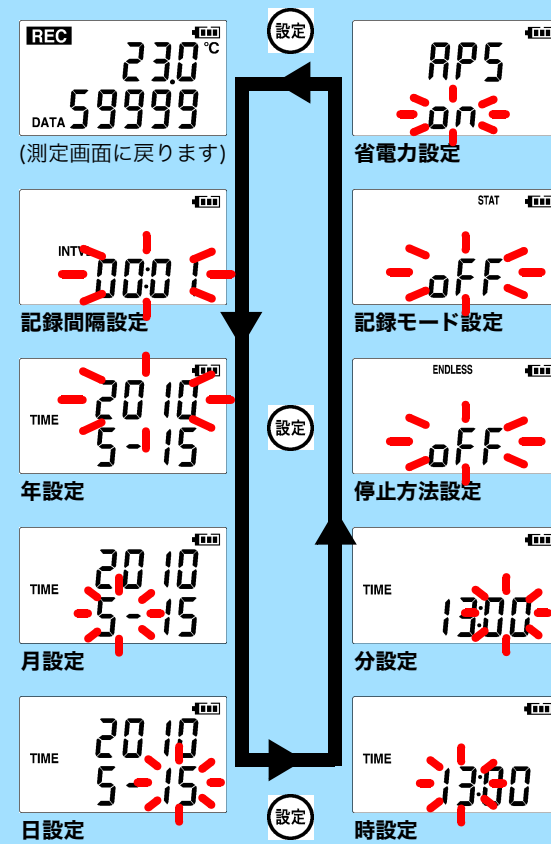 REC
23.0℃
DATA 59999
(測定画面に戻ります)
INTV.
00:01
記録間隔設定
2010
TIME 5-15
年設定
2010
TIME 5-15
月設定
2010
TIME 5-15
日設定
設定
設定
設定
APS
on
省電力設定
STAT
oFF
記録モード設定
ENDLESS
oFF
停止方法設定
TIME
13:00
分設定
TIME
13:00
時設定